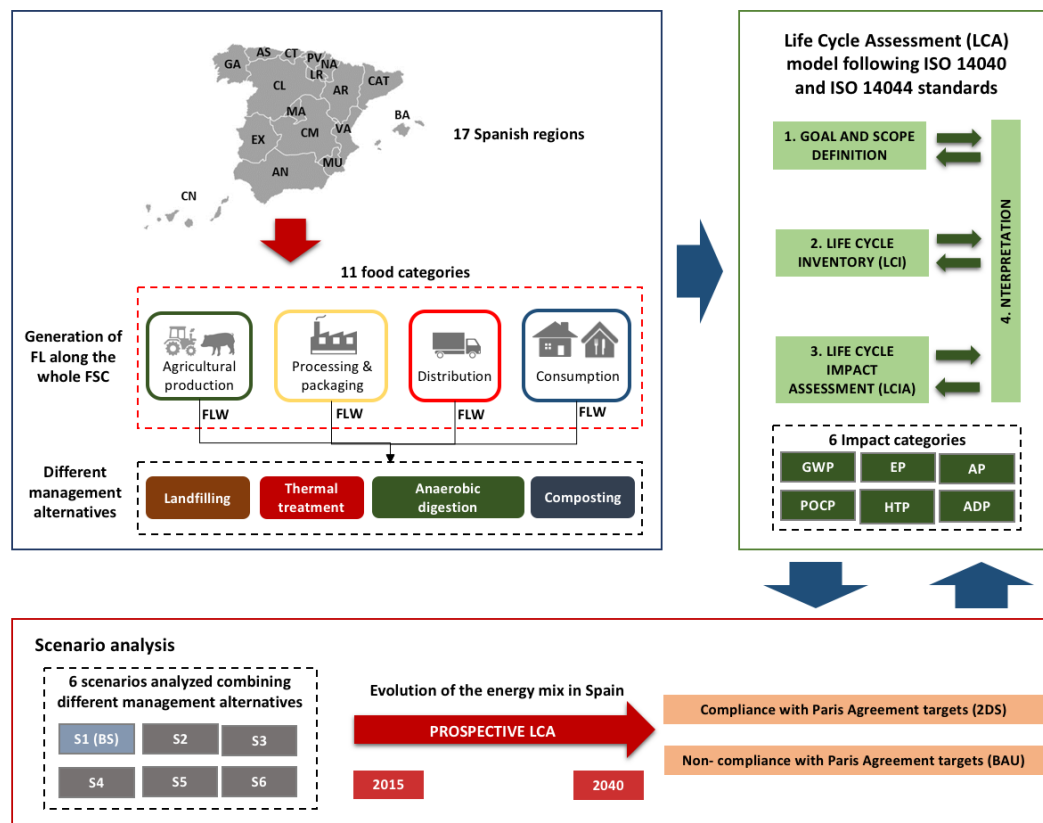 AS
CT
PV
NA
GA
LR
CL
AR
CAT
MA
BA
EX
CM
VA
17 Spanish regions
MU
AN
CN
11 food categories
Generation of
FL along the
whole FSC
Agricultural
production
Processing &
packaging
Distribution
Consumption
FLW
FLW
FLW
FLW
Different
management
alternatives
Landfilling
Thermal
treatment
Anaerobic
digestion
Composting
Life Cycle Assessment (LCA)
model following ISO 14040
and ISO 14044 standards
1. GOAL AND SCOPE
DEFINITION
2. LIFE CYCLE
INVENTORY (LCI)
3. LIFE CYCLE
IMPACT
ASSESSMENT (LCIA)
4. NTERPRETATION
6 Impact categories
GWP
EP
AP
POCP
HTP
ADP
Scenario analysis
6 scenarios analyzed combining
different management alternatives
S1 (BS)
S2
S3
S4
S5
S6
Evolution of the energy mix in Spain
PROSPECTIVE LCA
2015
2040
Compliance with Paris Agreement targets (2DS)
Non- compliance with Paris Agreement targets (BAU)